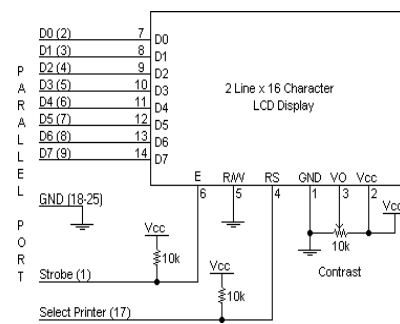 D0 (2) 7 D0
D1 (3) 8 D1
D2 (4) 9 D2
D3 (5) 10 D3
D4 (6) 11 D4
D5 (7) 12 D5
D6 (8) 13 D6
D7 (9) 14 D7
PARALLEL PORT
2 Line x 16 Character
LCD Display
E R/W RS GND VO Vcc
6 5 4 1 3 2
GND (18-25)
Vcc
10k
Strobe (1)
Vcc
10k
Select Printer (17)
Vcc
10k
Contrast